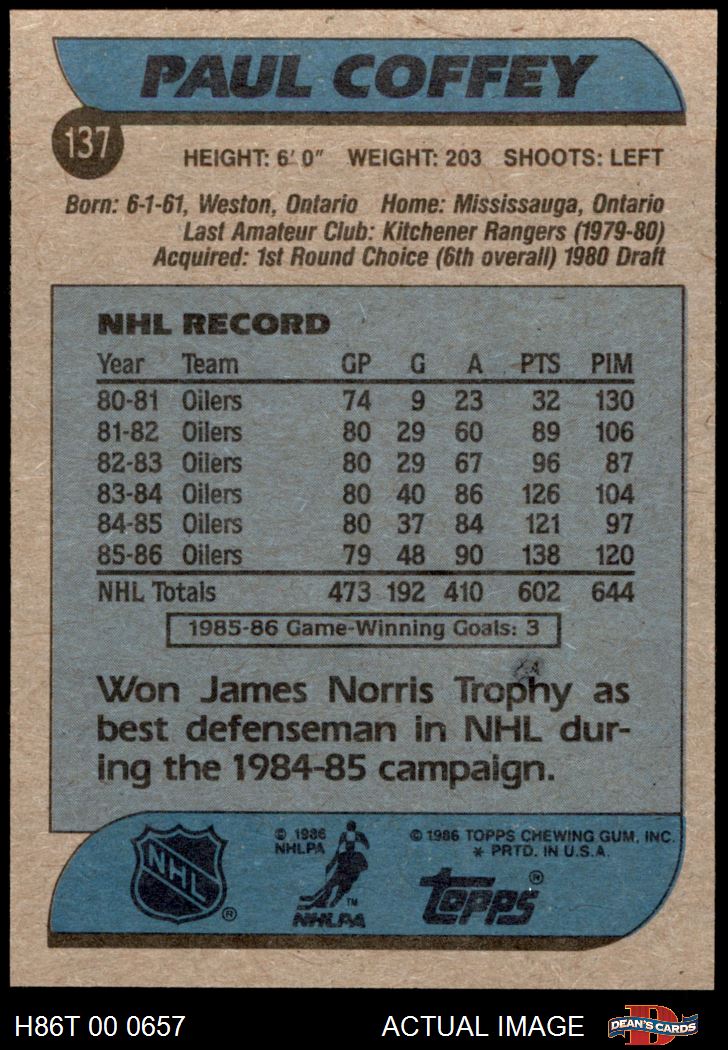 PAUL COFFEY
137
HEIGHT: 6' 0" WEIGHT: 203 SHOOTS: LEFT
Born: 6-1-61, Weston, Ontario Home: Mississauga, Ontario
Last Amateur Club: Kitchener Rangers (1979-80)
Acquired: 1st Round Choice (6th overall) 1980 Draft
NHL RECORD
Year Team GP G A PTS PIM
80-81 Oilers 74 9 23 32 130
81-82 Oilers 80 29 60 89 106
82-83 Oilers 80 29 67 96 87
83-84 Oilers 80 40 86 126 104
84-85 Oilers 80 37 84 121 97
85-86 Oilers 79 48 90 138 120
NHL Totals 473 192 410 602 644
1985-86 Game-Winning Goals: 3
Won James Norris Trophy as
best defenseman in NHL dur-
ing the 1984-85 campaign.
NHL ®
© 1986
NHLPA
TM
NHLPA
© 1986 TOPPS CHEWING GUM, INC.
* PRTD. IN U.S.A.
Topps ®
H86T 00 0657 ACTUAL IMAGE D DEAN'S CARDS